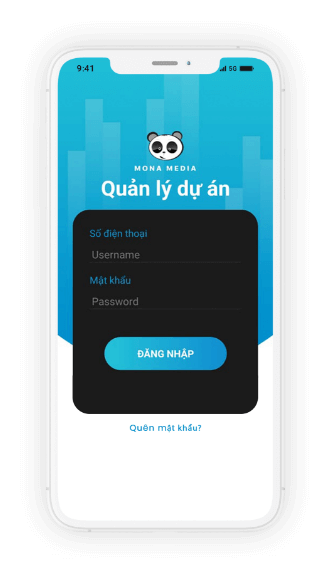 9:41
5G
MONA MEDIA
Quản lý dự án
Số điện thoại
Username
Mật khẩu
Password
ĐĂNG NHẬP
Quên mật khẩu?